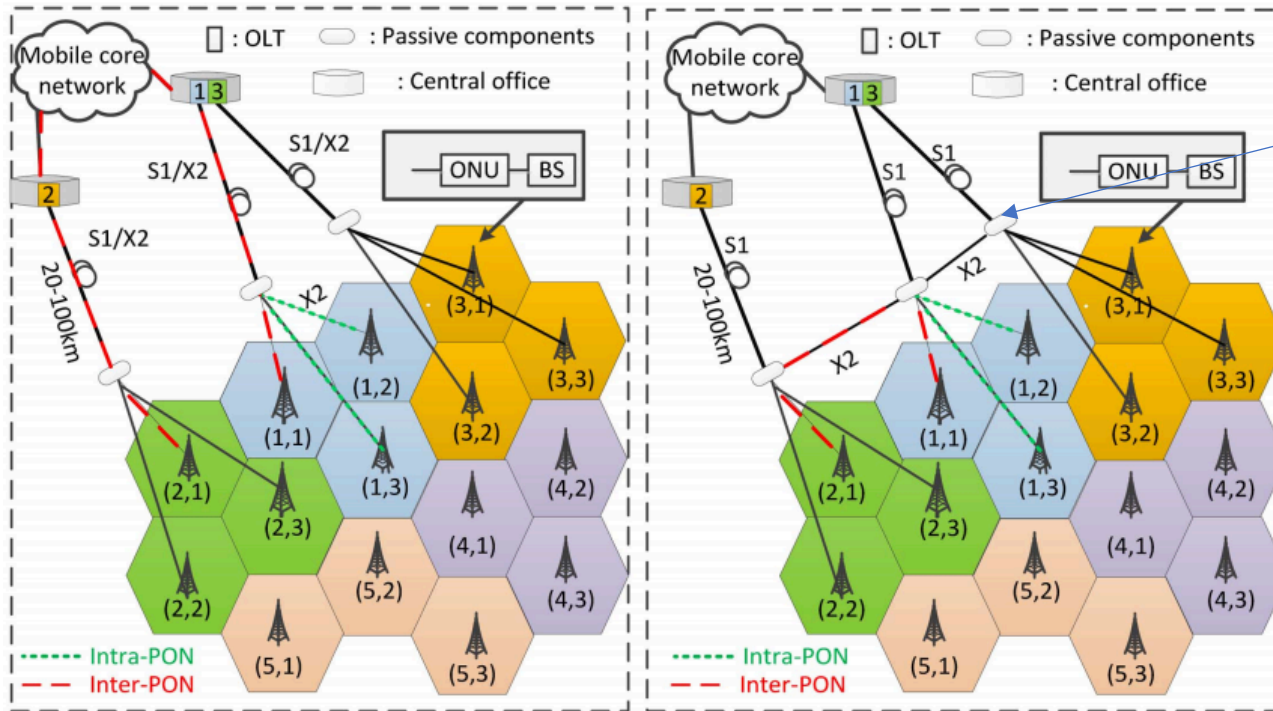 Mobile core
network
: OLT
: Passive components
: Central office
1 3
S1/X2
S1/X2
ONU
BS
2
S1/X2
20-100km
X2
(3,1)
(1,2)
(3,3)
(1,1)
(3,2)
(1,3)
(4,2)
(2,1)
(2,3)
(4,1)
(5,2)
(2,2)
(4,3)
(5,1)
(5,3)
Intra-PON
Inter-PON
Mobile core
network
: OLT
: Passive components
: Central office
1 3
S1
S1
ONU
BS
2
S1
20-100km
X2
X2
(3,1)
(1,2)
(3,3)
(1,1)
(3,2)
(1,3)
(4,2)
(2,1)
(2,3)
(4,1)
(5,2)
(2,2)
(4,3)
(5,1)
(5,3)
Intra-PON
Inter-PON